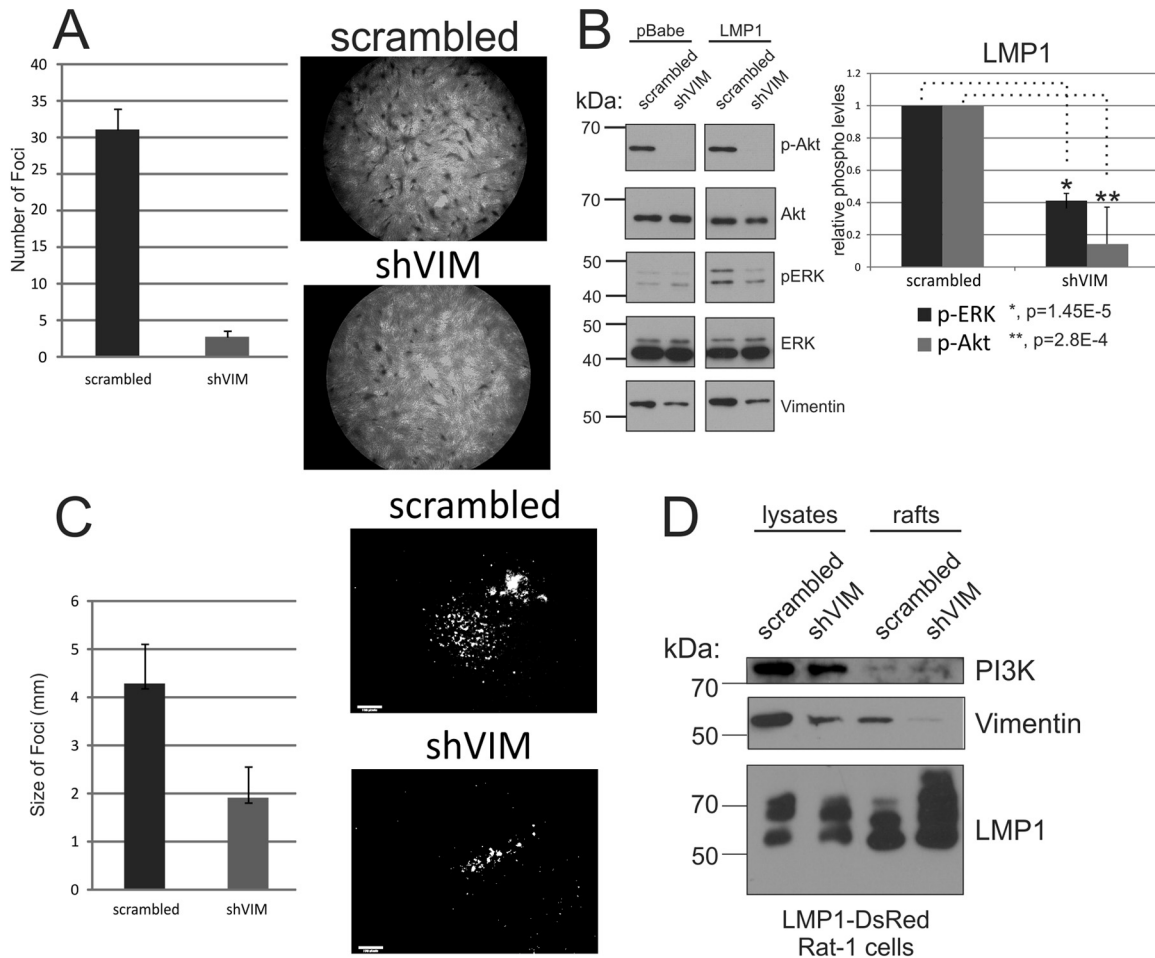 A
scrambled
40
35
30
25
20
15
10
5
0
Number of Foci
scrambled
shVIM
shVIM
B
pBabe
LMP1
scrambled
shVIM
scrambled
shVIM
kDa:
70
p-Akt
70
Akt
50
40
pERK
50
40
ERK
50
Vimentin
LMP1
1.2
1
0.8
0.6
0.4
0.2
0
relative phospho levles
*
**
scrambled
shVIM
p-ERK *, p=1.45E-5
p-Akt **, p=2.8E-4
C
scrambled
6
5
4
3
2
1
0
Size of Foci (mm)
scrambled
shVIM
shVIM
D
lysates
rafts
scrambled
shVIM
scrambled
shVIM
kDa:
70
PI3K
50
Vimentin
70
50
LMP1
LMP1-DsRed
Rat-1 cells